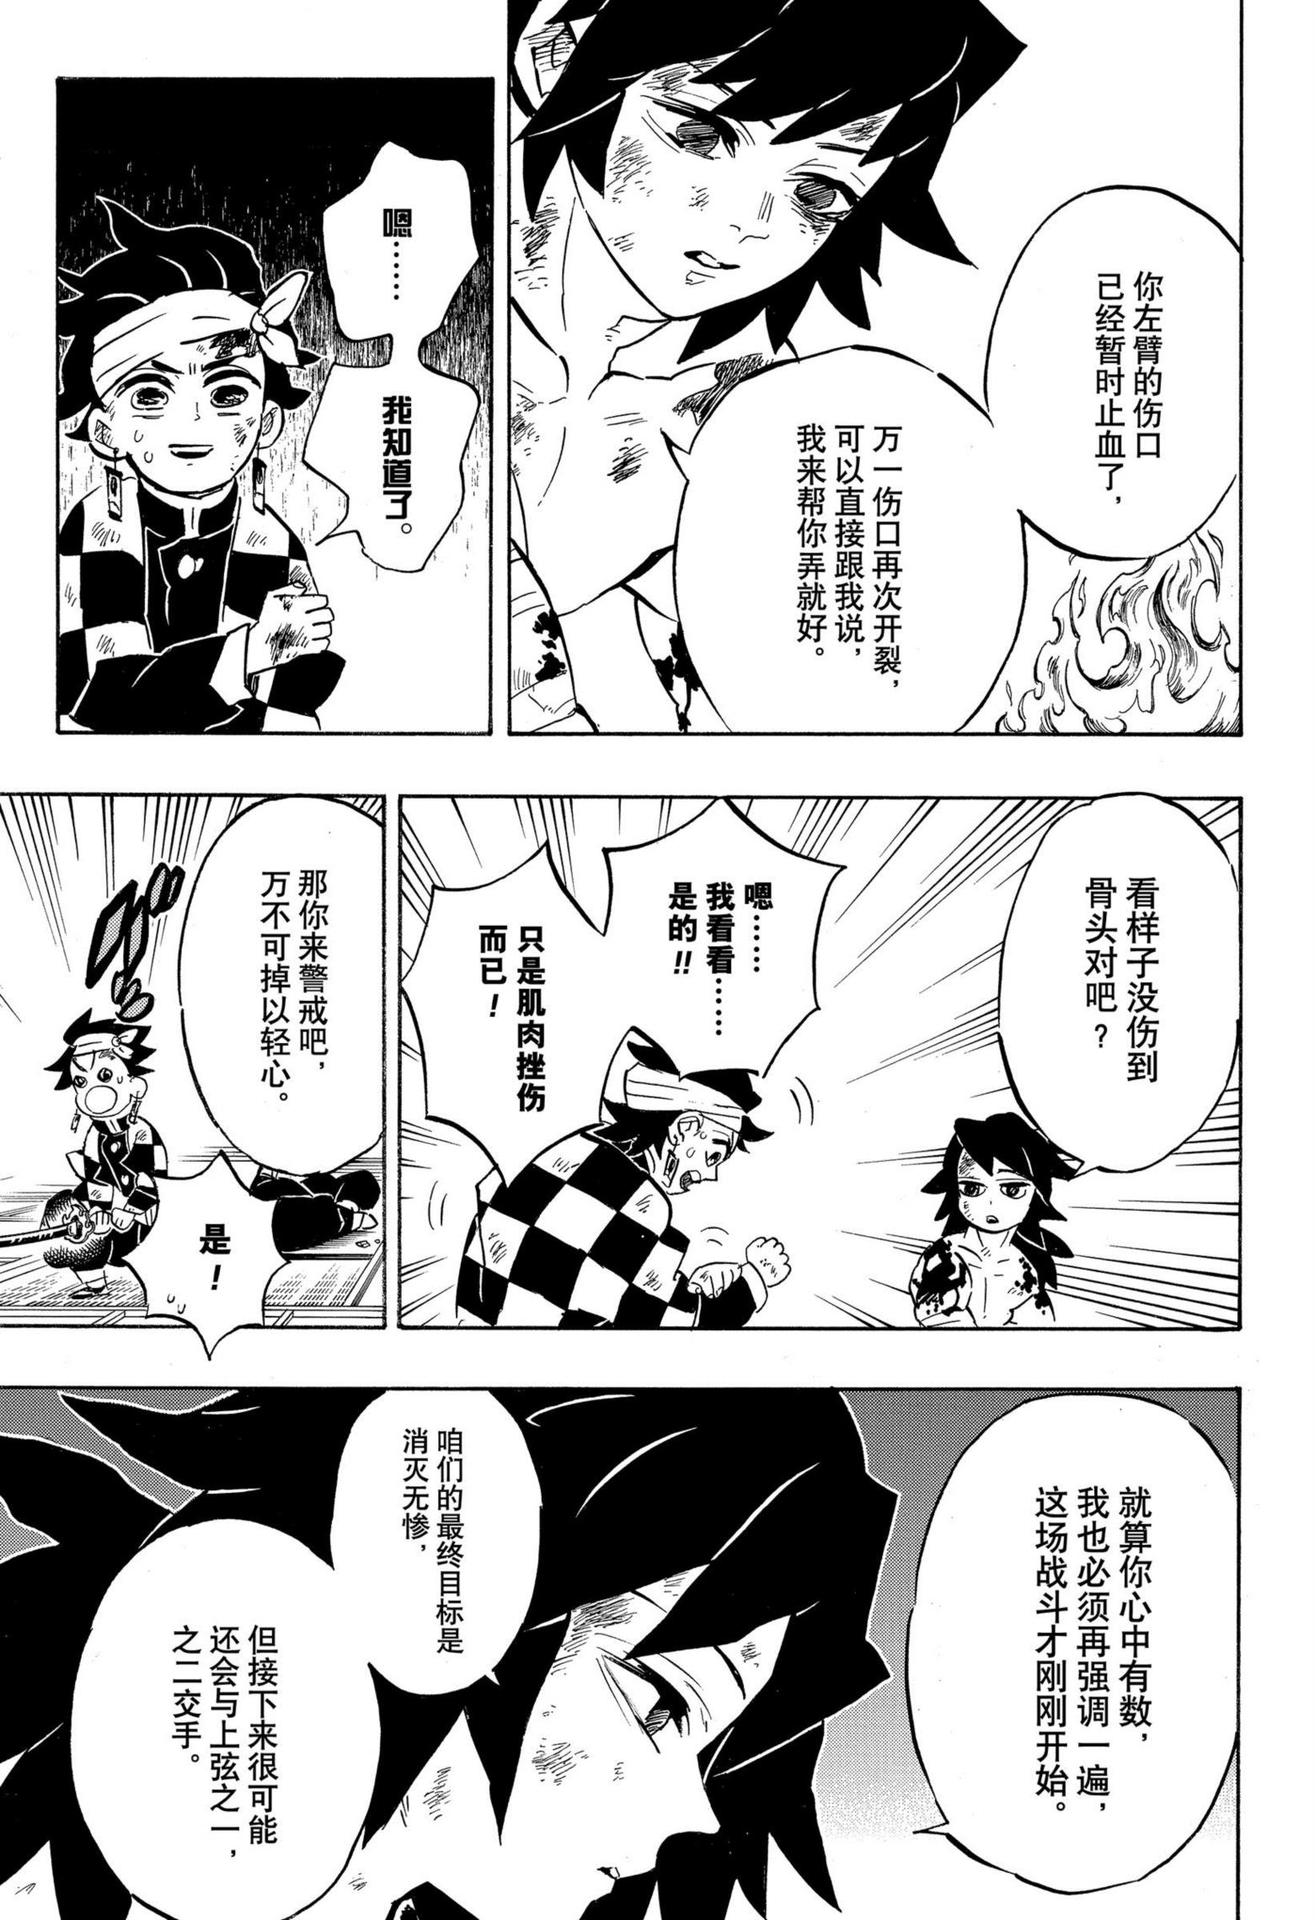 你左臂的伤口
已经暂时止血了，
万一伤口再次开裂，
可以直接跟我说，
我来帮你弄就好。
嗯……
我知道了。
看样子没伤到
骨头对吧？
嗯……
我看看……
是的！！
只是肌肉挫伤
而已！
那你来警戒吧，
万不可掉以轻心。
是！
就算你心中有数，
我也必须再强调一遍，
这场战斗才刚刚开始。
咱们的最终目标是
消灭无惨，
但接下来很可能
还会与上弦之一，
之二交手。